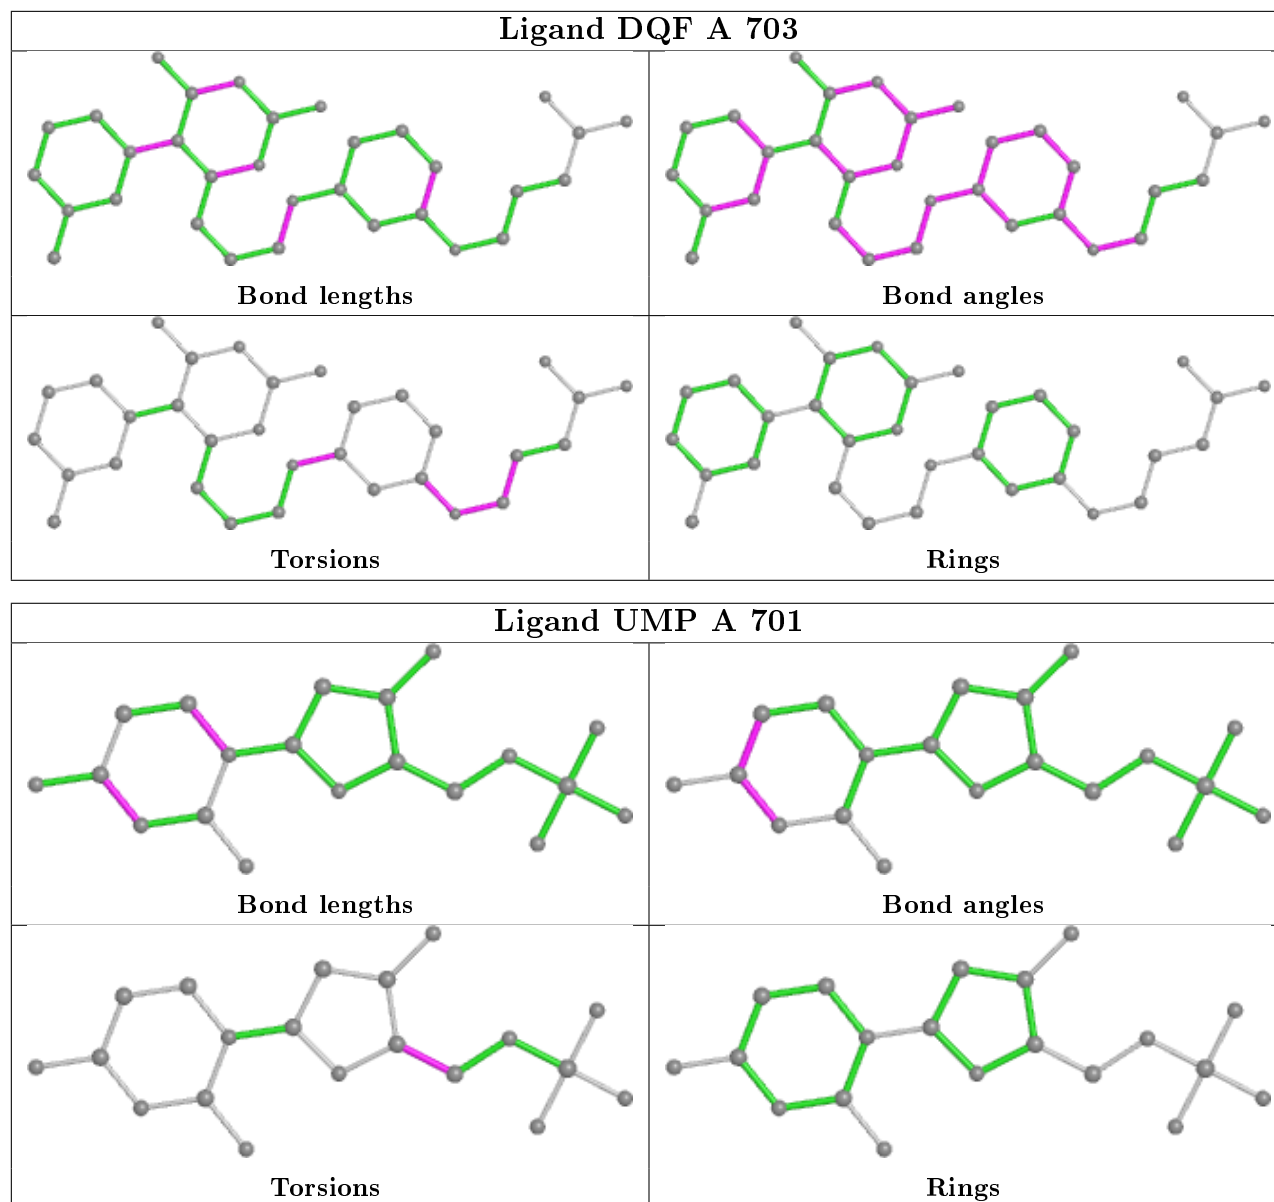 Ligand DQF A 703
Bond lengths
Bond angles
Torsions
Rings
Ligand UMP A 701
Bond lengths
Bond angles
Torsions
Rings